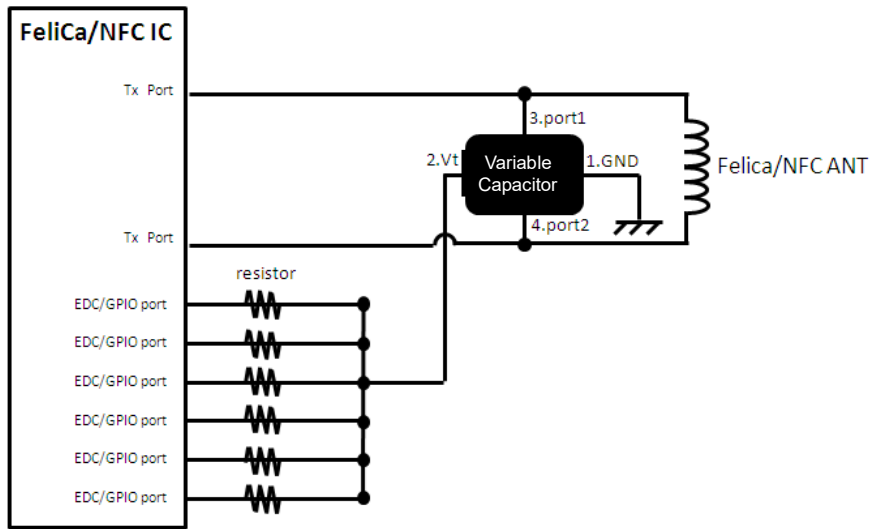 FeliCa/NFC IC
Tx Port
3.port1
2.Vt
Variable
Capacitor
1.GND
Felica/NFC ANT
4.port2
Tx Port
resistor
EDC/GPIO port
EDC/GPIO port
EDC/GPIO port
EDC/GPIO port
EDC/GPIO port
EDC/GPIO port